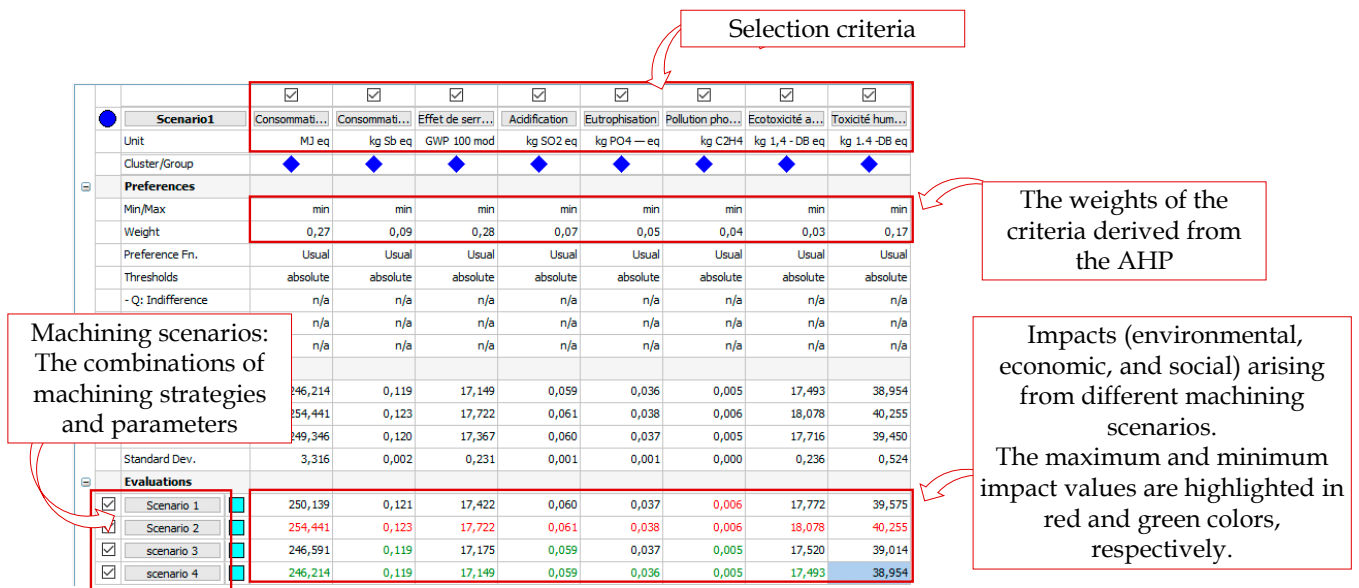 Selection criteria
Scenario1 Consommati... Consommati... Effet de serr... Acidification Eutrophisation Pollution pho... Ecotoxicité a... Toxicité hum...
Unit MJ eq kg Sb eq GWP 100 mod kg SO2 eq kg PO4 — eq kg C2H4 kg 1,4 - DB eq kg 1.4 -DB eq
Cluster/Group
Preferences
Min/Max min min min min min min min min
Weight 0,27 0,09 0,28 0,07 0,05 0,04 0,03 0,17
Preference Fn. Usual Usual Usual Usual Usual Usual Usual Usual
Thresholds absolute absolute absolute absolute absolute absolute absolute absolute
- Q: Indifference n/a n/a n/a n/a n/a n/a n/a n/a
n/a n/a n/a n/a n/a n/a n/a n/a
n/a n/a n/a n/a n/a n/a n/a n/a
246,214 0,119 17,149 0,059 0,036 0,005 17,493 38,954
254,441 0,123 17,722 0,061 0,038 0,006 18,078 40,255
249,346 0,120 17,367 0,060 0,037 0,005 17,716 39,450
Standard Dev. 3,316 0,002 0,231 0,001 0,001 0,000 0,236 0,524
Evaluations
Scenario 1 250,139 0,121 17,422 0,060 0,037 0,006 17,772 39,575
Scenario 2 254,441 0,123 17,722 0,061 0,038 0,006 18,078 40,255
scenario 3 246,591 0,119 17,175 0,059 0,037 0,005 17,520 39,014
scenario 4 246,214 0,119 17,149 0,059 0,036 0,005 17,493 38,954
The weights of the
criteria derived from
the AHP
Machining scenarios:
The combinations of
machining strategies
and parameters
Impacts (environmental,
economic, and social) arising
from different machining
scenarios.
The maximum and minimum
impact values are highlighted in
red and green colors,
respectively.